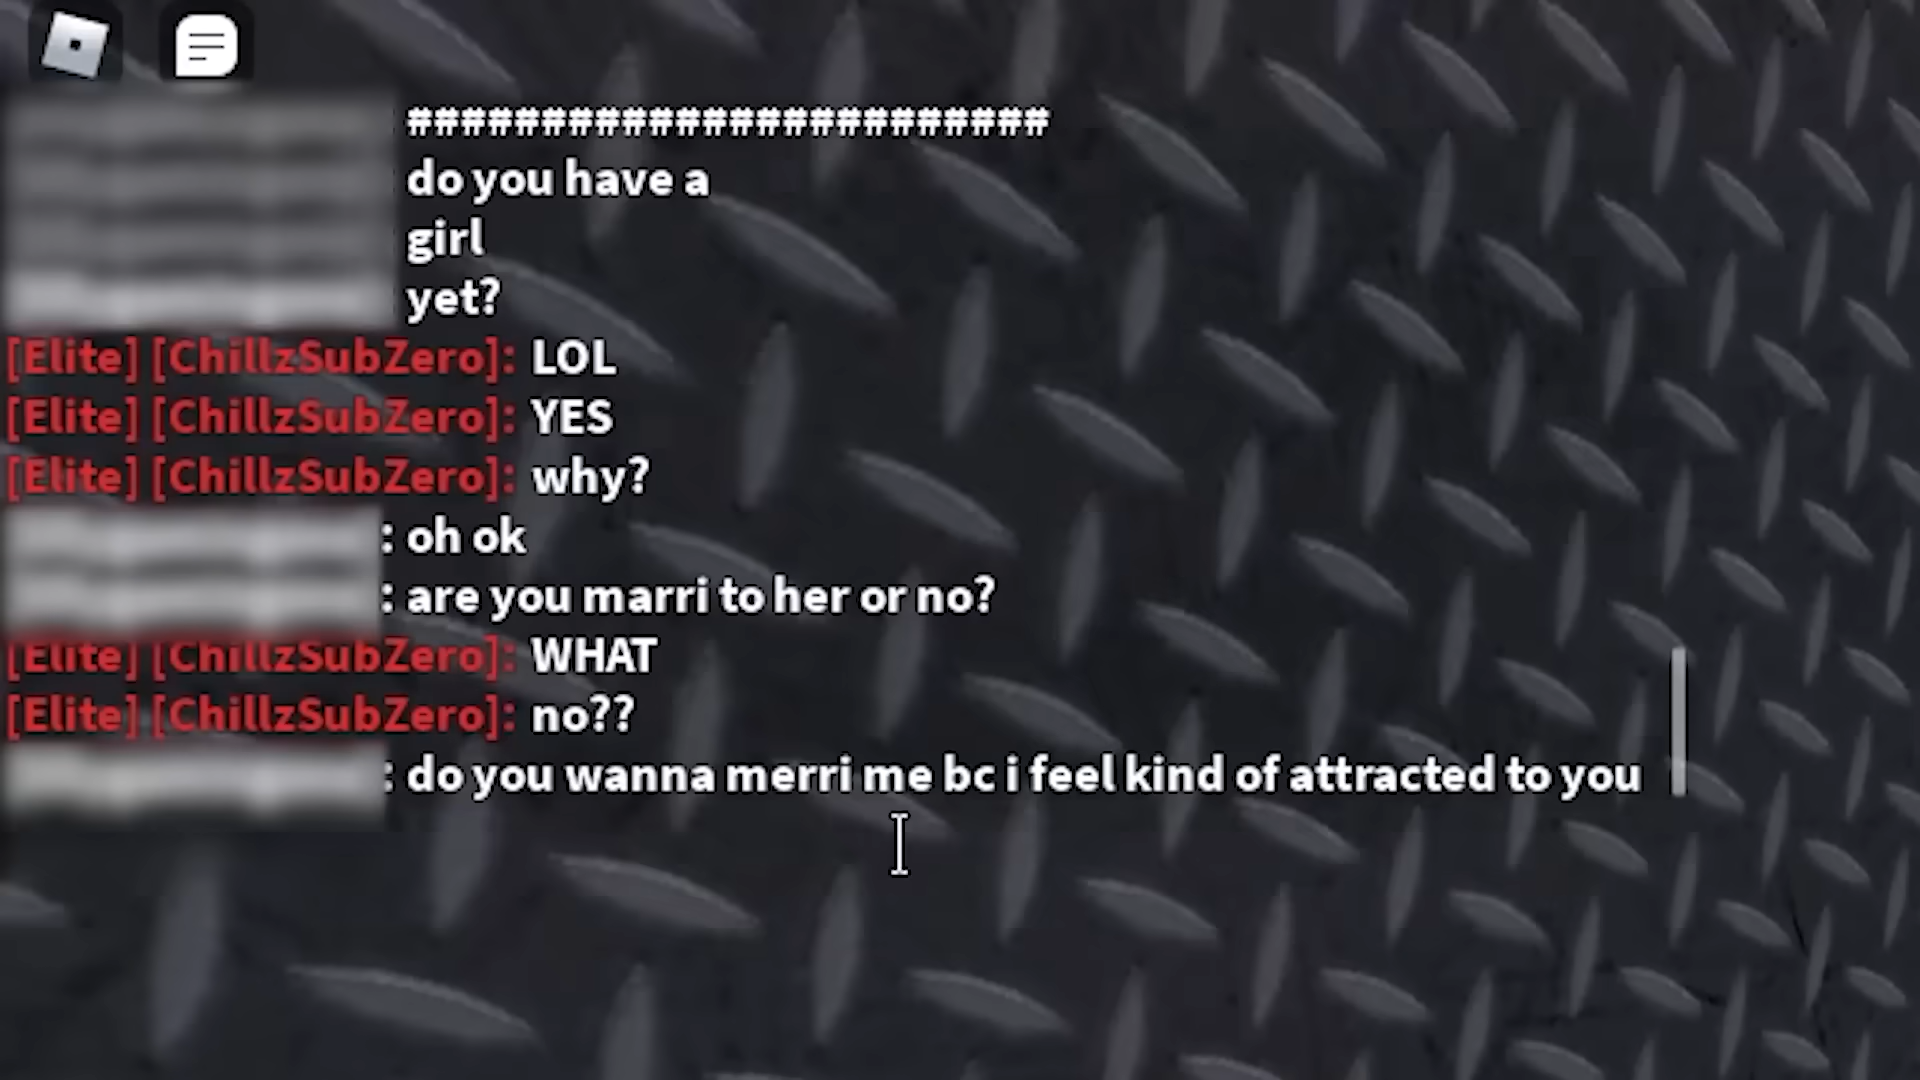 : ########################
: do you have a
: girl
: yet?
[Elite] [ChillzSubZero]: LOL
[Elite] [ChillzSubZero]: YES
[Elite] [ChillzSubZero]: why?
: oh ok
: are you marri to her or no?
[Elite] [ChillzSubZero]: WHAT
[Elite] [ChillzSubZero]: no??
: do you wanna merri me bc i feel kind of attracted to you